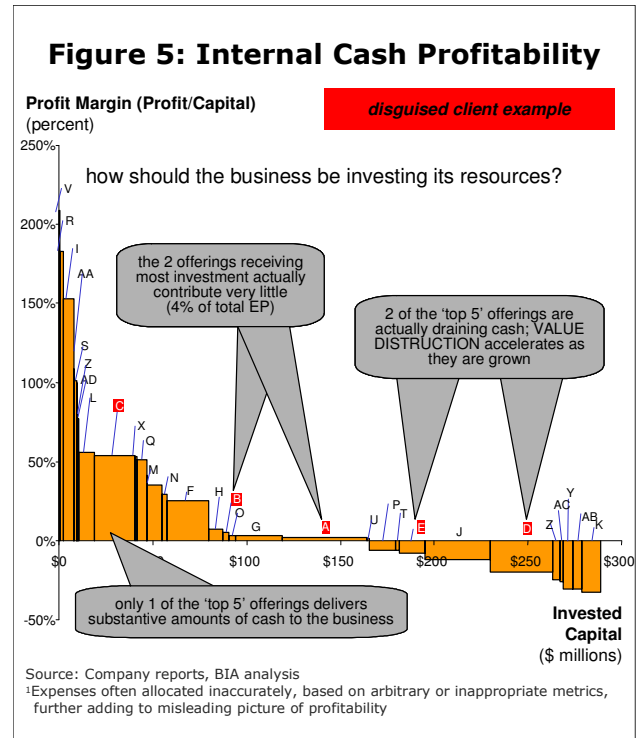 Figure 5: Internal Cash Profitability
Profit Margin (Profit/Capital)
(percent)
disguised client example
250%
how should the business be investing its resources?
V
200%
R
I
AA
the 2 offerings receiving
most investment actually
contribute very little
(4% of total EP)
150%
2 of the ‘top 5’ offerings are
actually draining cash; VALUE
DISTRUCTION accelerates as
they are grown
S
Z
100%
AD
L
C
X
Q
50%
M
N
F
H
B
O
G
A
U
P
T
E
J
D
Z
AC
Y
AB
K
0%
$0
$50
$100
$150
$200
$250
$300
only 1 of the ‘top 5’ offerings delivers
substantive amounts of cash to the business
-50%
Invested
Capital
($ millions)
Source: Company reports, BIA analysis
¹Expenses often allocated inaccurately, based on arbitrary or inappropriate metrics,
further adding to misleading picture of profitability